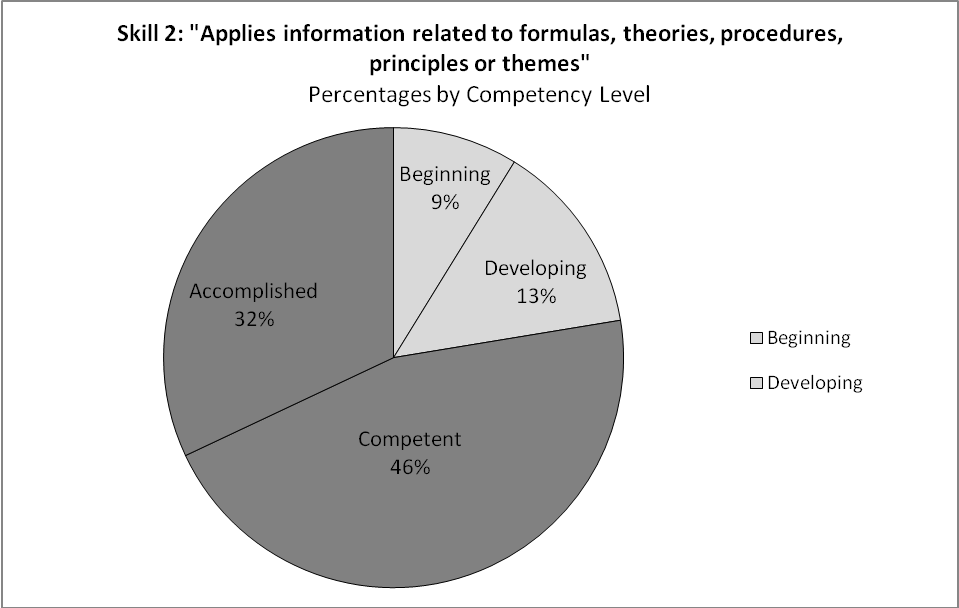 Skill 2: "Applies information related to formulas, theories, procedures,
principles or themes"
Percentages by Competency Level
Beginning
9%
Developing
13%
Accomplished
32%
Competent
46%
Beginning
Developing